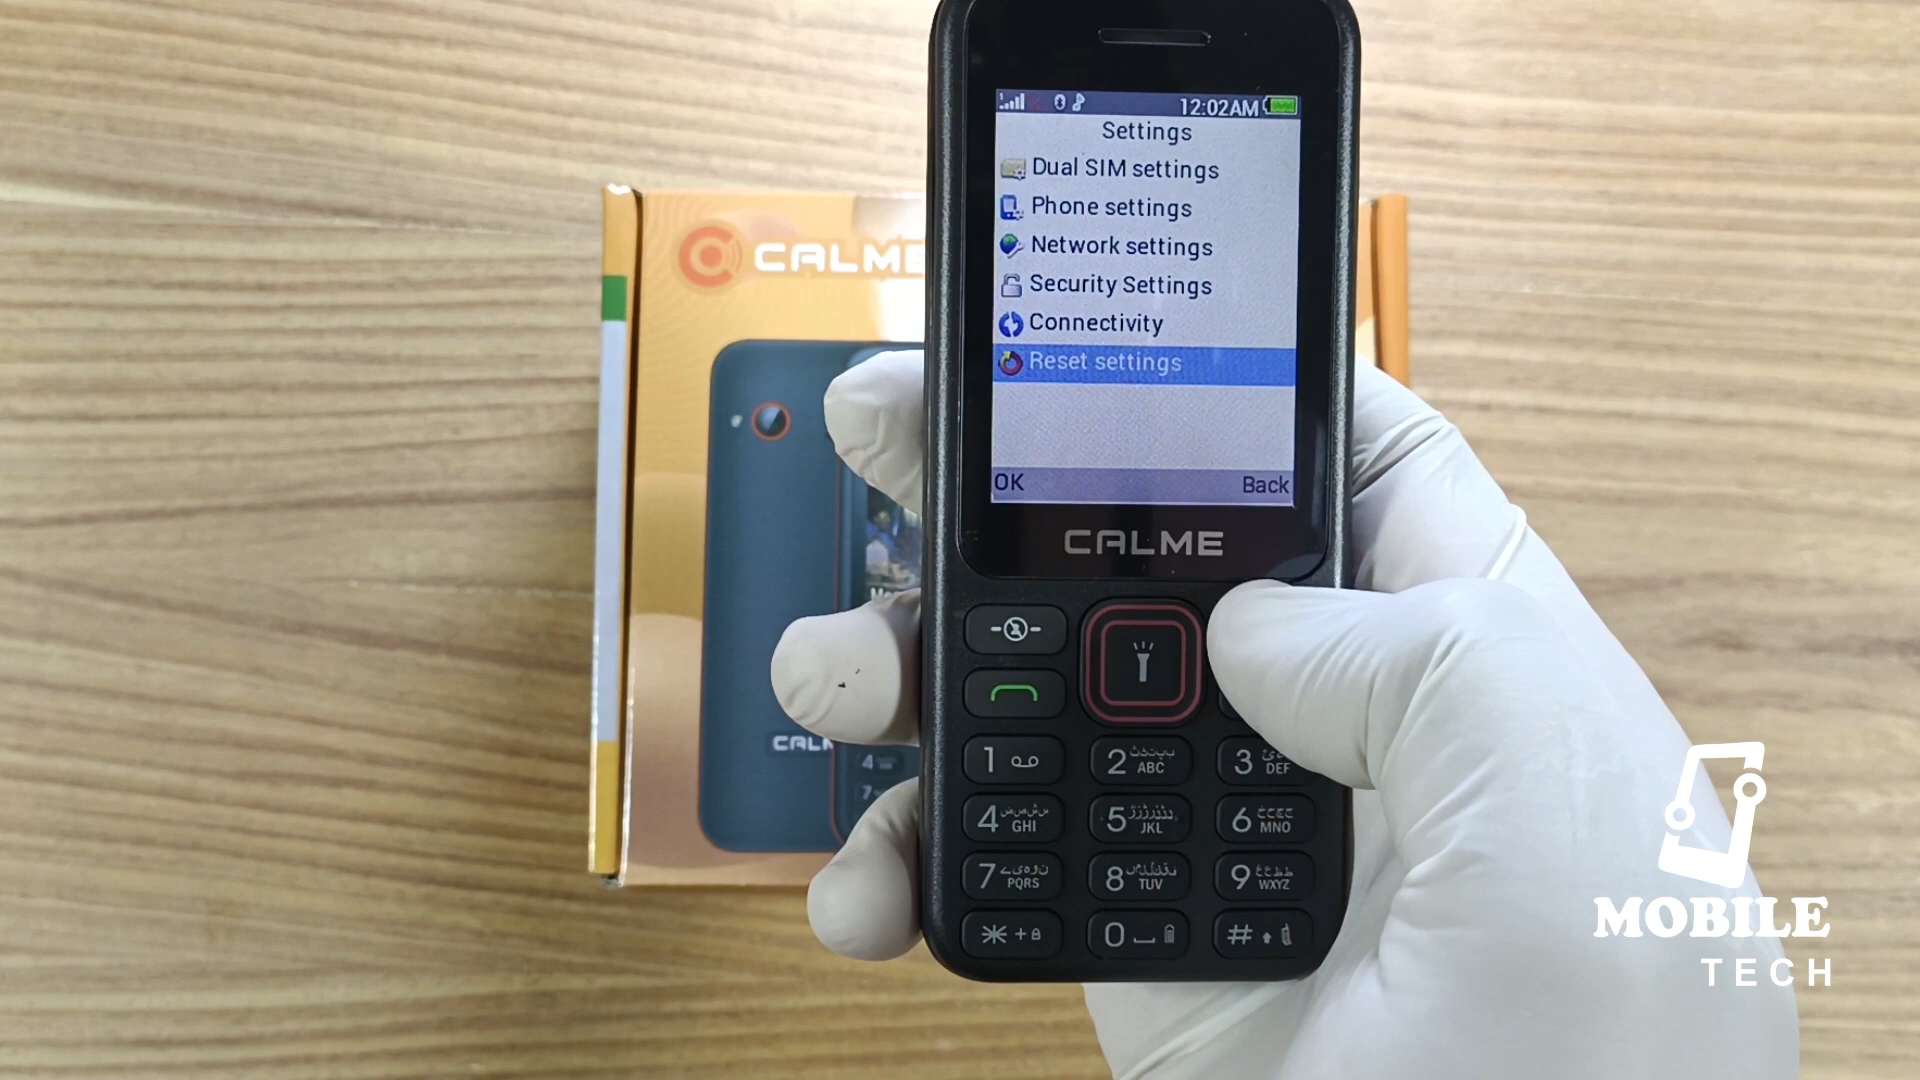 12:02AM
Settings
Dual SIM settings
Phone settings
Network settings
Security Settings
Connectivity
Reset settings
OK Back
CALME
CALME
1
2 ABC
3 DEF
4 GHI
5 JKL
6 MNO
7 PQRS
8 TUV
9 WXYZ
* +
0
#
4
7
MOBILE
TECH